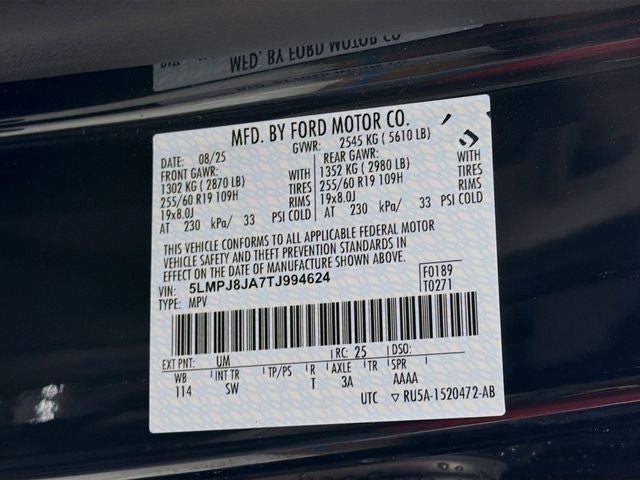 MFD. BY FORD MOTOR CO.
DATE: 08/25 GVWR: 2545 KG ( 5610 LB)
FRONT GAWR: REAR GAWR:
1302 KG ( 2870 LB) WITH 1352 KG ( 2980 LB) WITH
255/60 R19 109H TIRES 255/60 R19 109H TIRES
19x8.0J RIMS 19x8.0J RIMS
AT 230 kPa/ 33 PSI COLD AT 230 kPa/ 33 PSI COLD
THIS VEHICLE CONFORMS TO ALL APPLICABLE FEDERAL MOTOR
VEHICLE SAFETY AND THEFT PREVENTION STANDARDS IN
EFFECT ON THE DATE OF MANUFACTURE SHOWN ABOVE.
VIN: 5LMPJ8JA7TJ994624 F0189
TYPE: MPV T0271
EXT PNT: UM RC: 25 DSO:
WB INT TR TP/PS R AXLE TR SPR
114 SW T 3A AAAA
UTC ▽ RU5A-1520472-AB